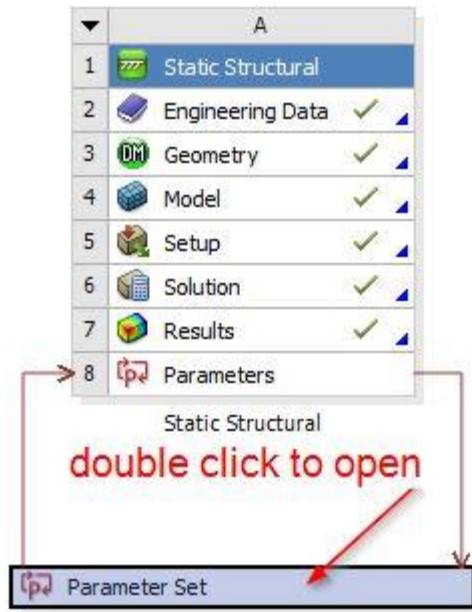 A
1 Static Structural
2 Engineering Data
3 DM Geometry
4 Model
5 Setup
6 Solution
7 Results
8 p Parameters
Static Structural
double click to open
p Parameter Set